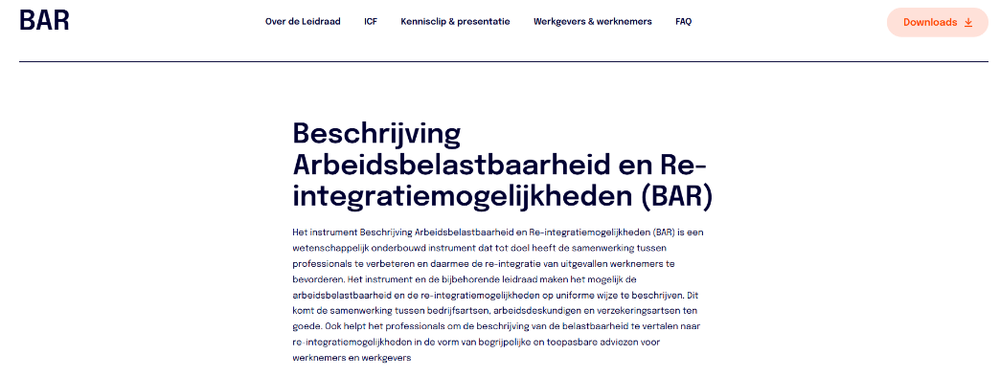 BAR
Over de Leidraad ICF Kennisclip & presentatie Werkgevers & werknemers FAQ
Downloads
Beschrijving
Arbeidsbelastbaarheid en Re-
integratiemogelijkheden (BAR)
Het instrument Beschrijving Arbeidsbelastbaarheid en Re-integratiemogelijkheden (BAR) is een
wetenschappelijk onderbouwd instrument dat tot doel heeft de samenwerking tussen
professionals te verbeteren en daarmee de re-integratie van uitgevallen werknemers te
bevorderen. Het instrument en de bijbehorende leidraad maken het mogelijk de
arbeidsbelastbaarheid en de re-integratiemogelijkheden op uniforme wijze te beschrijven. Dit
komt de samenwerking tussen bedrijfsartsen, arbeidsdeskundigen en verzekeringsartsen ten
goede. Ook helpt het professionals om de beschrijving van de belastbaarheid te vertalen naar
re-integratiemogelijkheden in de vorm van begrijpelijke en toepasbare adviezen voor
werknemers en werkgevers